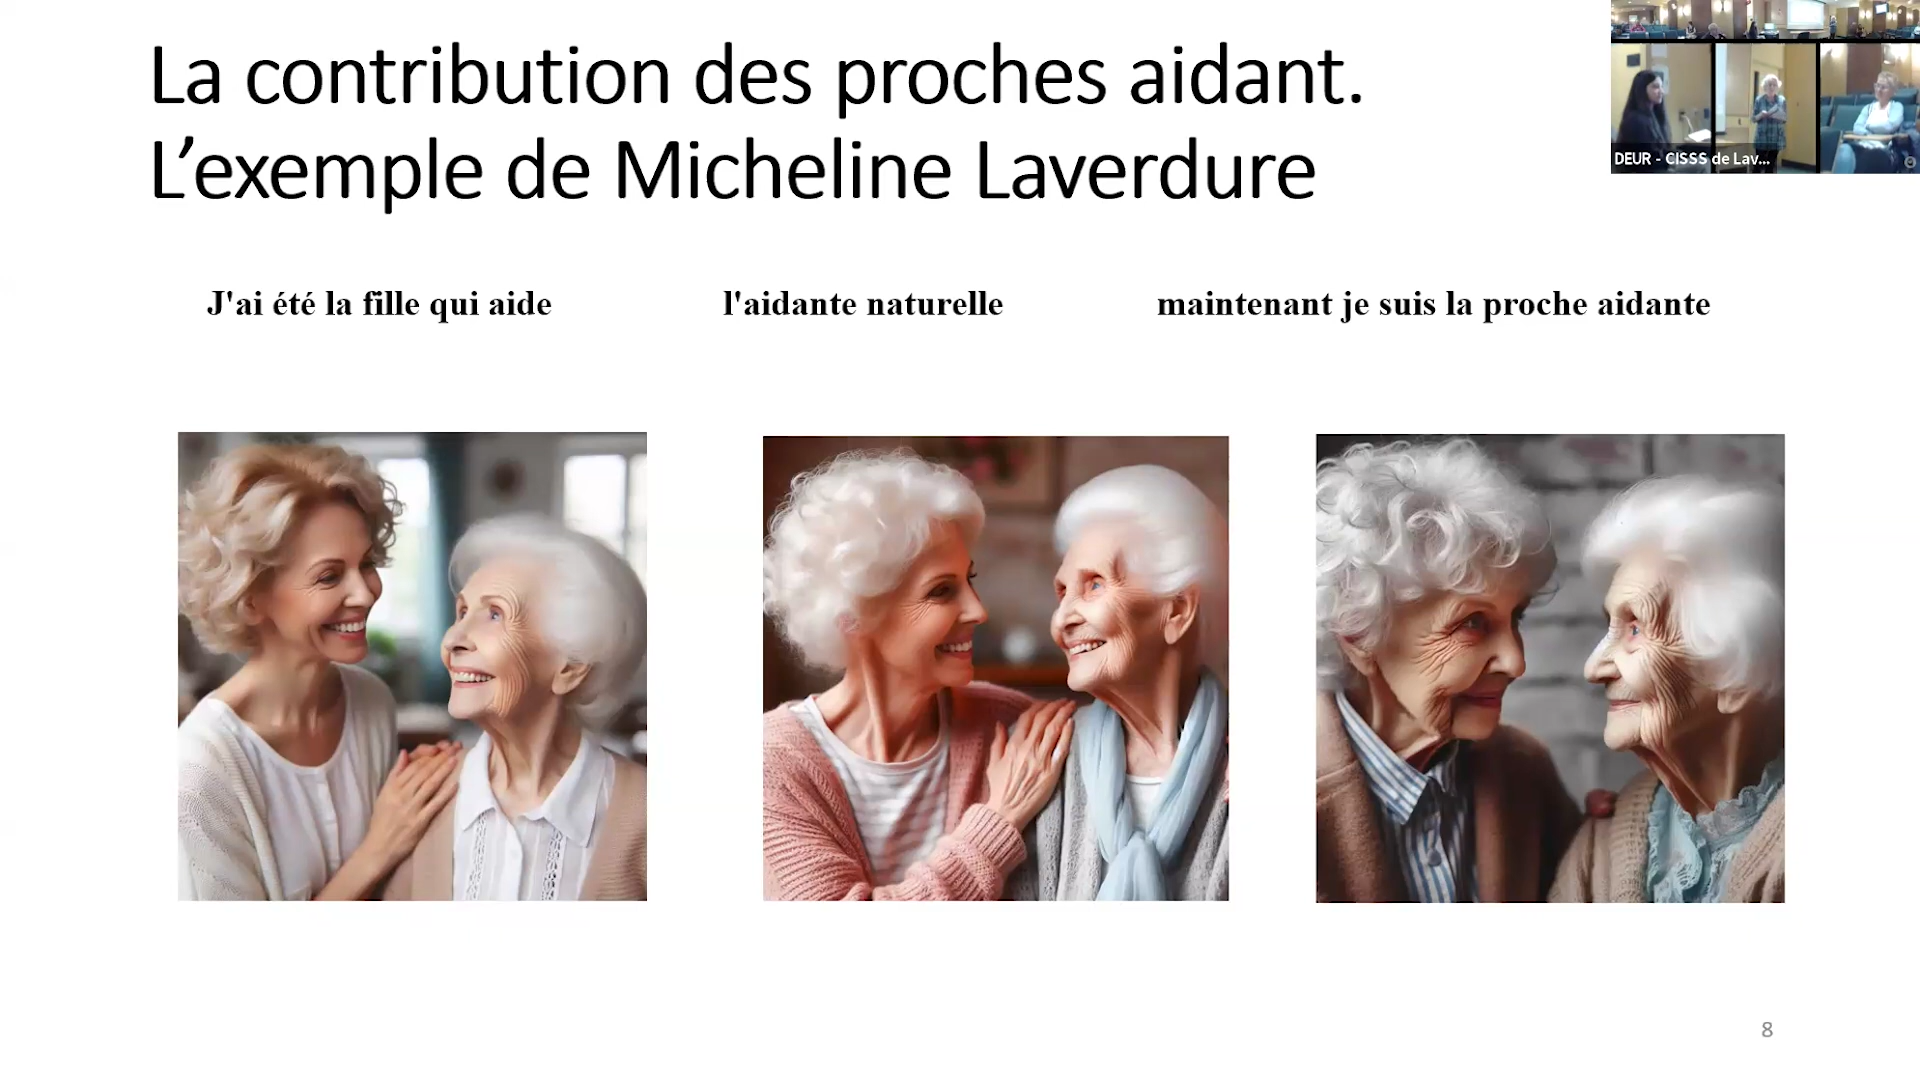 La contribution des proches aidant.
L’exemple de Micheline Laverdure
DEUR - CISSS de Lav...
J'ai été la fille qui aide
l'aidante naturelle
maintenant je suis la proche aidante
8